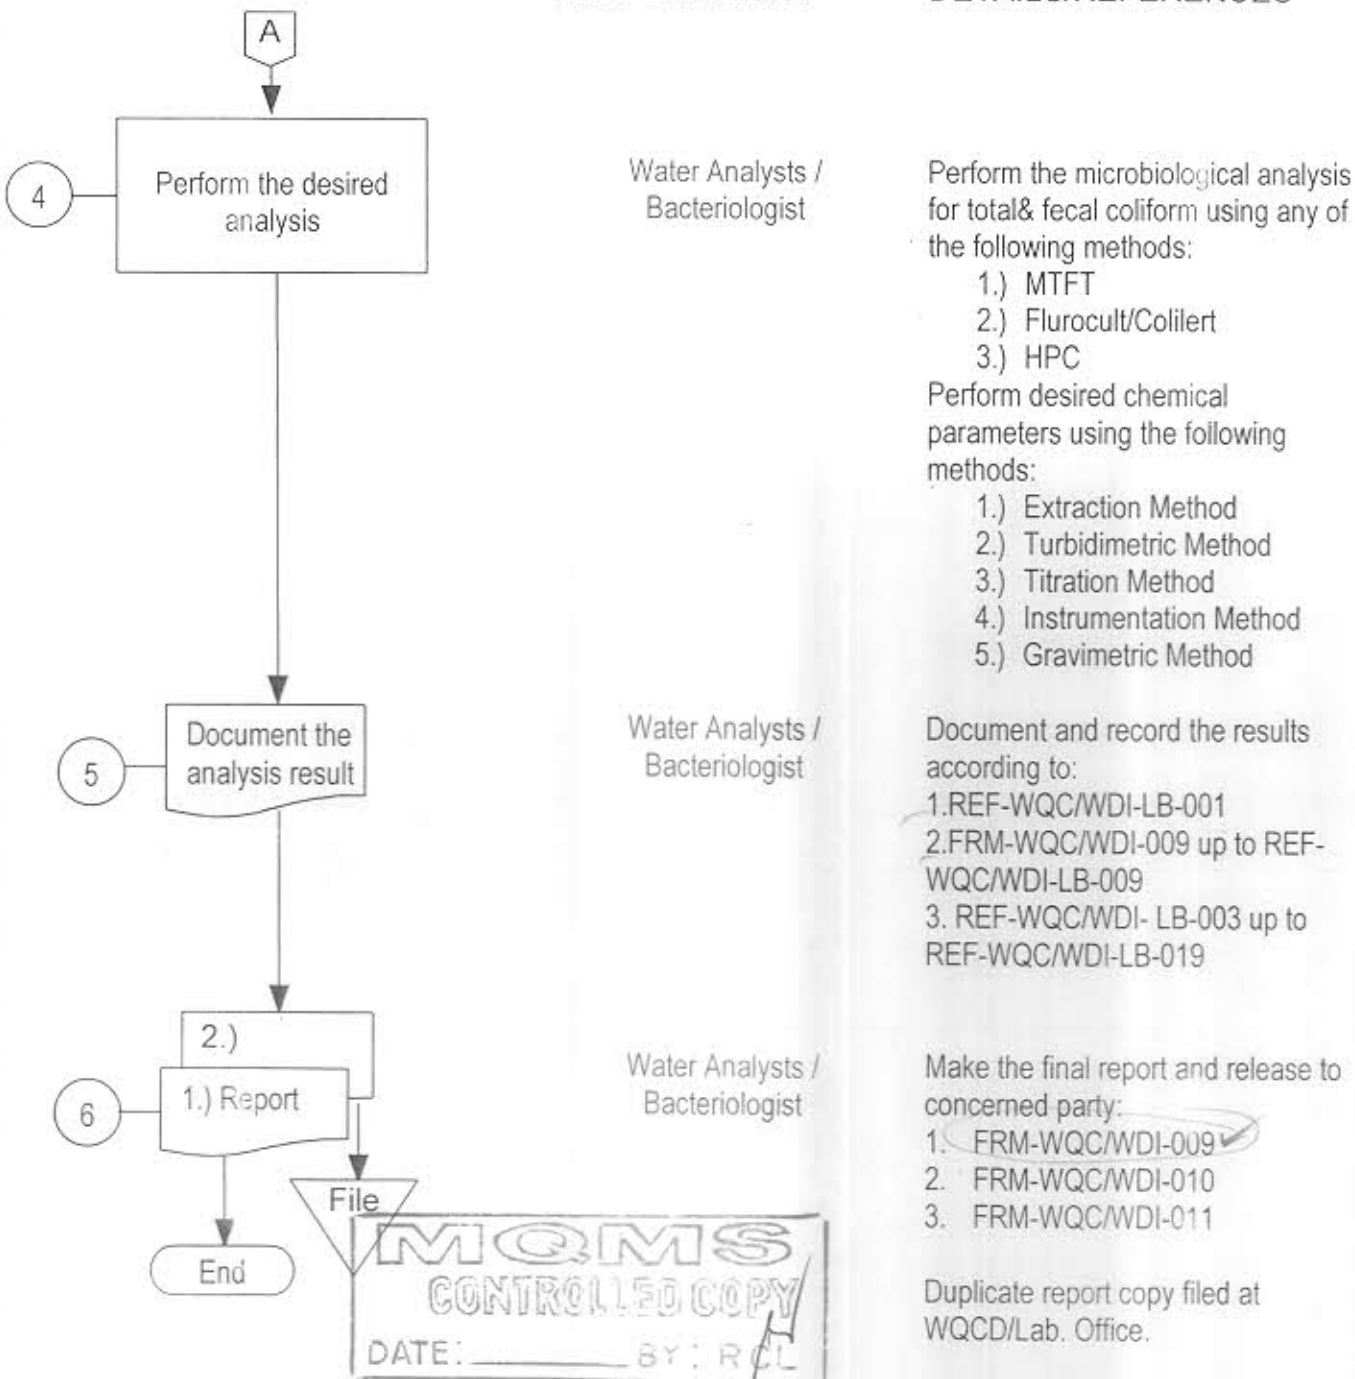 DETAILS/REFERENCES
A
4
Perform the desired
analysis
Water Analysts /
Bacteriologist
Perform the microbiological analysis
for total& fecal coliform using any of
the following methods:
1.) MTFT
2.) Flurocult/Colilert
3.) HPC
Perform desired chemical
parameters using the following
methods:
1.) Extraction Method
2.) Turbidimetric Method
3.) Titration Method
4.) Instrumentation Method
5.) Gravimetric Method
5
Document the
analysis result
Water Analysts /
Bacteriologist
Document and record the results
according to:
1.REF-WQC/WDI-LB-001
2.FRM-WQC/WDI-009 up to REF-
WQC/WDI-LB-009
3. REF-WQC/WDI- LB-003 up to
REF-WQC/WDI-LB-019
6
2.)
1.) Report
Water Analysts /
Bacteriologist
Make the final report and release to
concerned party:
1. FRM-WQC/WDI-009
2. FRM-WQC/WDI-010
3. FRM-WQC/WDI-011
File
End
Duplicate report copy filed at
WQCD/Lab. Office.
MQMS
CONTROLLED COPY
DATE: BY: RCL